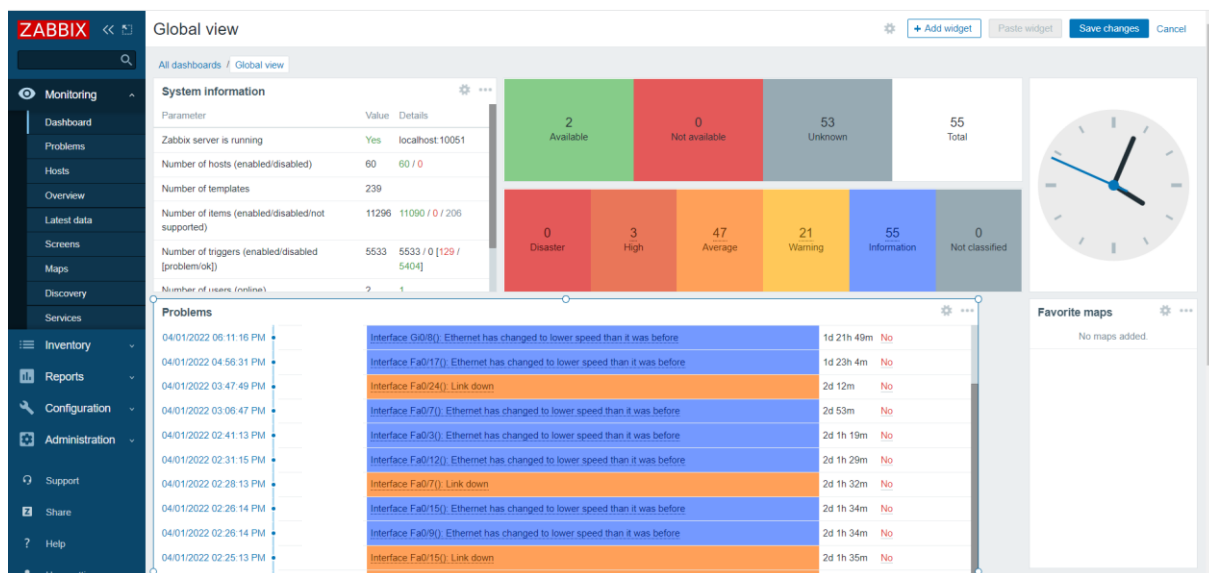 ZABBIX
Global view
+ Add widget
Paste widget
Save changes
Cancel
All dashboards / Global view
Monitoring
Dashboard
Problems
Hosts
Overview
Latest data
Screens
Maps
Discovery
Services
Inventory
Reports
Configuration
Administration
Support
Share
Help
System information
Parameter Value Details
Zabbix server is running Yes localhost:10051
Number of hosts (enabled/disabled) 60 60 / 0
Number of templates 239
Number of items (enabled/disabled/not 11296 11090 / 0 / 206
supported)
Number of triggers (enabled/disabled 5533 5533 / 0 [129 /
[problem/ok]) 5404]
Number of users (online) 2 1
2
Available
0
Not available
53
Unknown
55
Total
0
Disaster
3
High
47
Average
21
Warning
55
Information
0
Not classified
Problems
04/01/2022 06:11:16 PM Interface Gi0/8(): Ethernet has changed to lower speed than it was before 1d 21h 49m No
04/01/2022 04:56:31 PM Interface Fa0/17(): Ethernet has changed to lower speed than it was before 1d 23h 4m No
04/01/2022 03:47:49 PM Interface Fa0/24(): Link down 2d 12m No
04/01/2022 03:06:47 PM Interface Fa0/7(): Ethernet has changed to lower speed than it was before 2d 53m No
04/01/2022 02:41:13 PM Interface Fa0/3(): Ethernet has changed to lower speed than it was before 2d 1h 19m No
04/01/2022 02:31:15 PM Interface Fa0/12(): Ethernet has changed to lower speed than it was before 2d 1h 29m No
04/01/2022 02:28:13 PM Interface Fa0/7(): Link down 2d 1h 32m No
04/01/2022 02:26:14 PM Interface Fa0/15(): Ethernet has changed to lower speed than it was before 2d 1h 34m No
04/01/2022 02:26:14 PM Interface Fa0/9(): Ethernet has changed to lower speed than it was before 2d 1h 34m No
04/01/2022 02:25:13 PM Interface Fa0/15(): Link down 2d 1h 35m No
Favorite maps
No maps added.